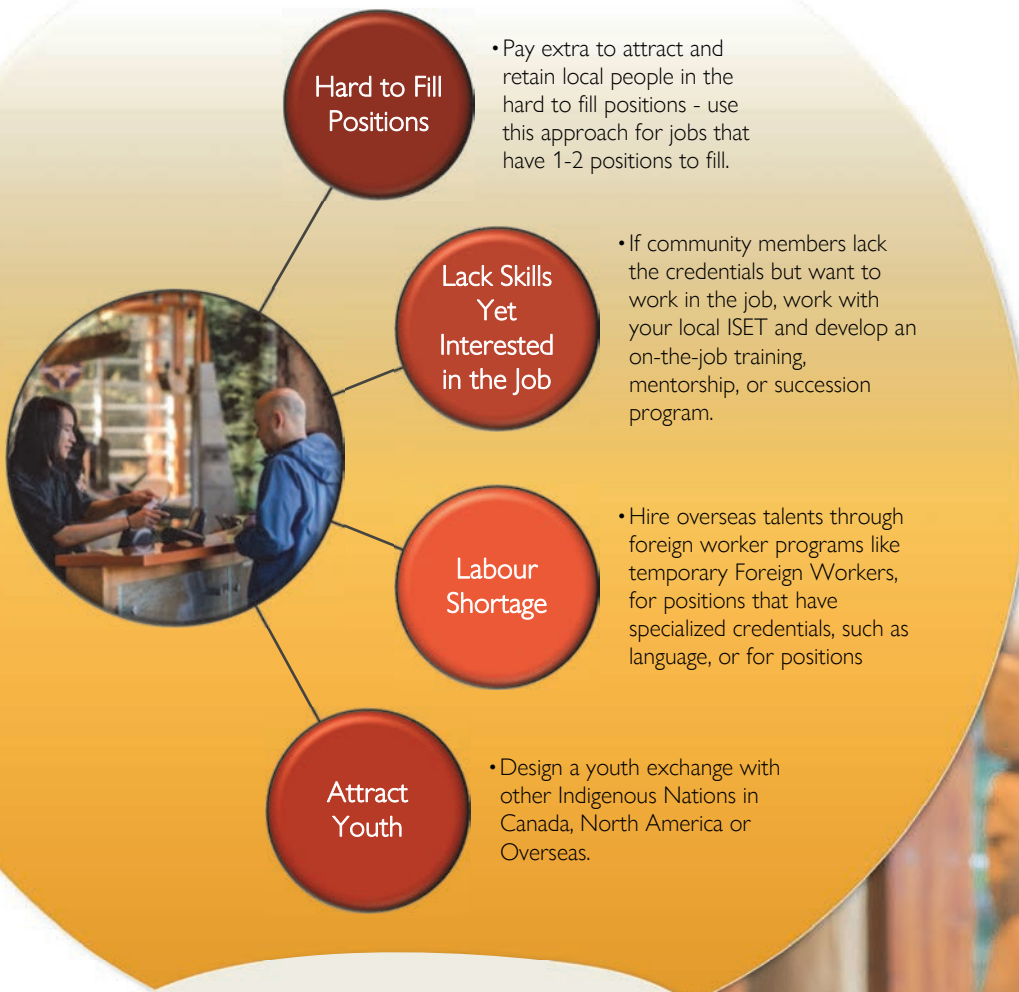 Hard to Fill
Positions
• Pay extra to attract and
retain local people in the
hard to fill positions - use
this approach for jobs that
have 1-2 positions to fill.
Lack Skills
Yet
Interested
in the Job
• If community members lack
the credentials but want to
work in the job, work with
your local ISET and develop an
on-the-job training,
mentorship, or succession
program.
Labour
Shortage
• Hire overseas talents through
foreign worker programs like
temporary Foreign Workers,
for positions that have
specialized credentials, such as
language, or for positions
Attract
Youth
• Design a youth exchange with
other Indigenous Nations in
Canada, North America or
Overseas.